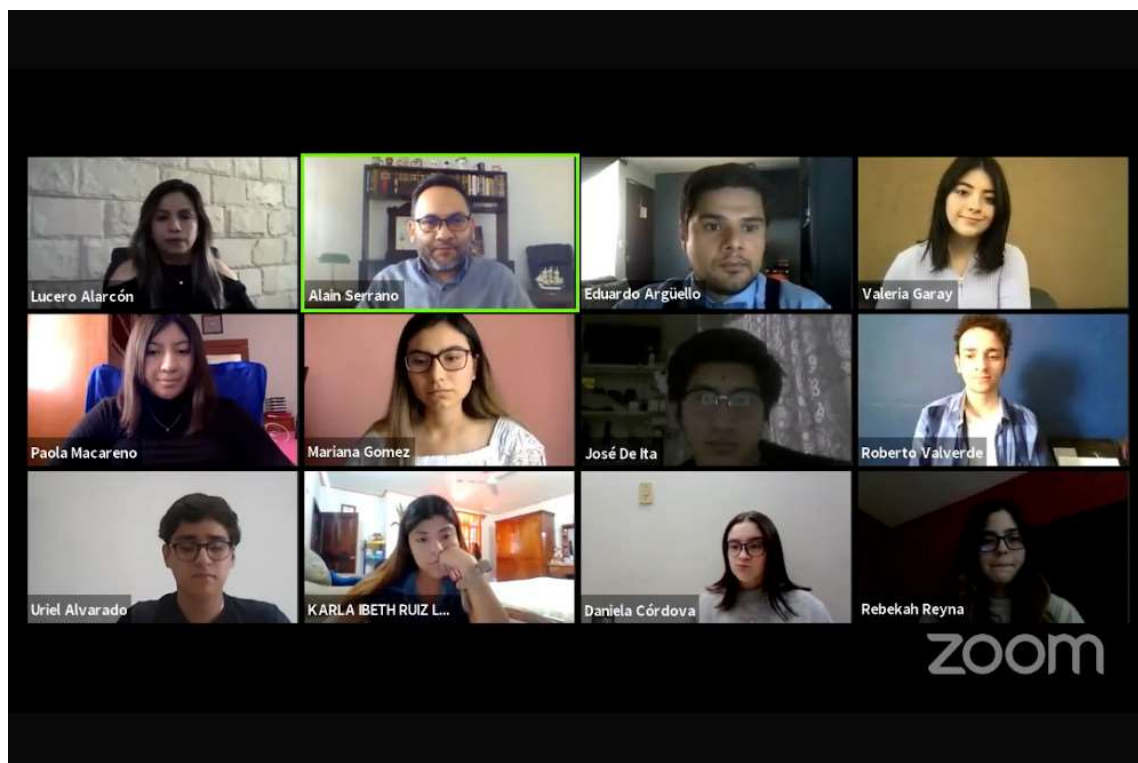 Lucero Alarcón
Alain Serrano
Eduardo Argüello
Valeria Garay
Paola Macareno
Mariana Gomez
José De Ita
Roberto Valverde
Uriel Alvarado
KARLA IBETH RUIZ L...
Daniela Córdova
Rebekah Reyna
zoom